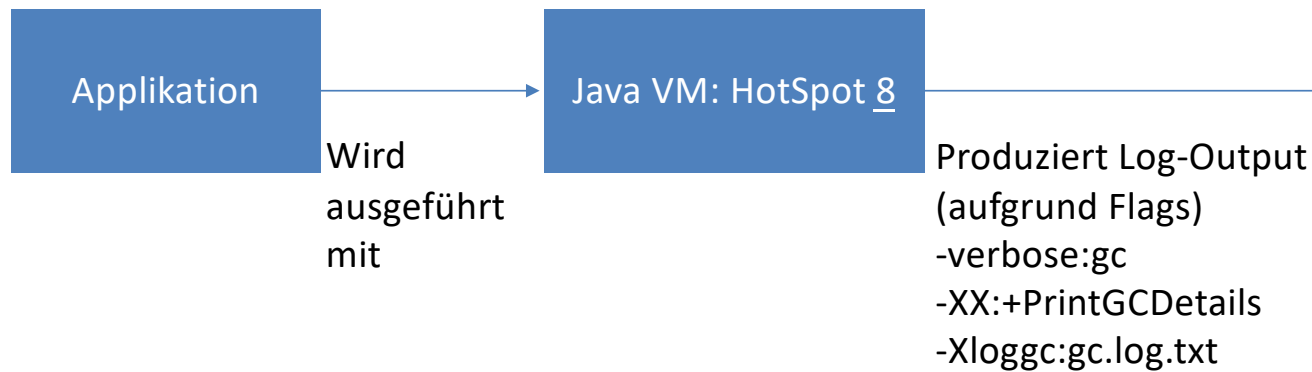 Applikation
Java VM: HotSpot 8
Wird
ausgeführt
mit
Produziert Log-Output
(aufgrund Flags)
-verbose:gc
-XX:+PrintGCDetails
-Xloggc:gc.log.txt